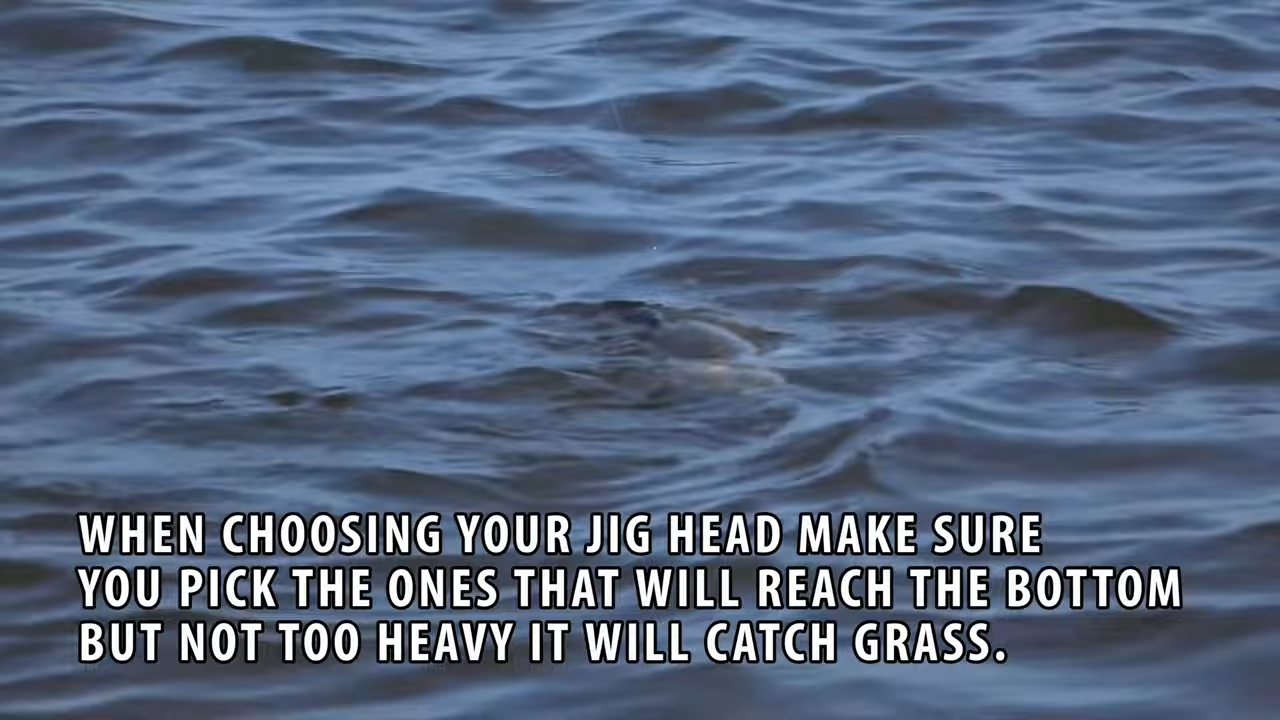 WHEN CHOOSING YOUR JIG HEAD MAKE SURE
YOU PICK THE ONES THAT WILL REACH THE BOTTOM
BUT NOT TOO HEAVY IT WILL CATCH GRASS.